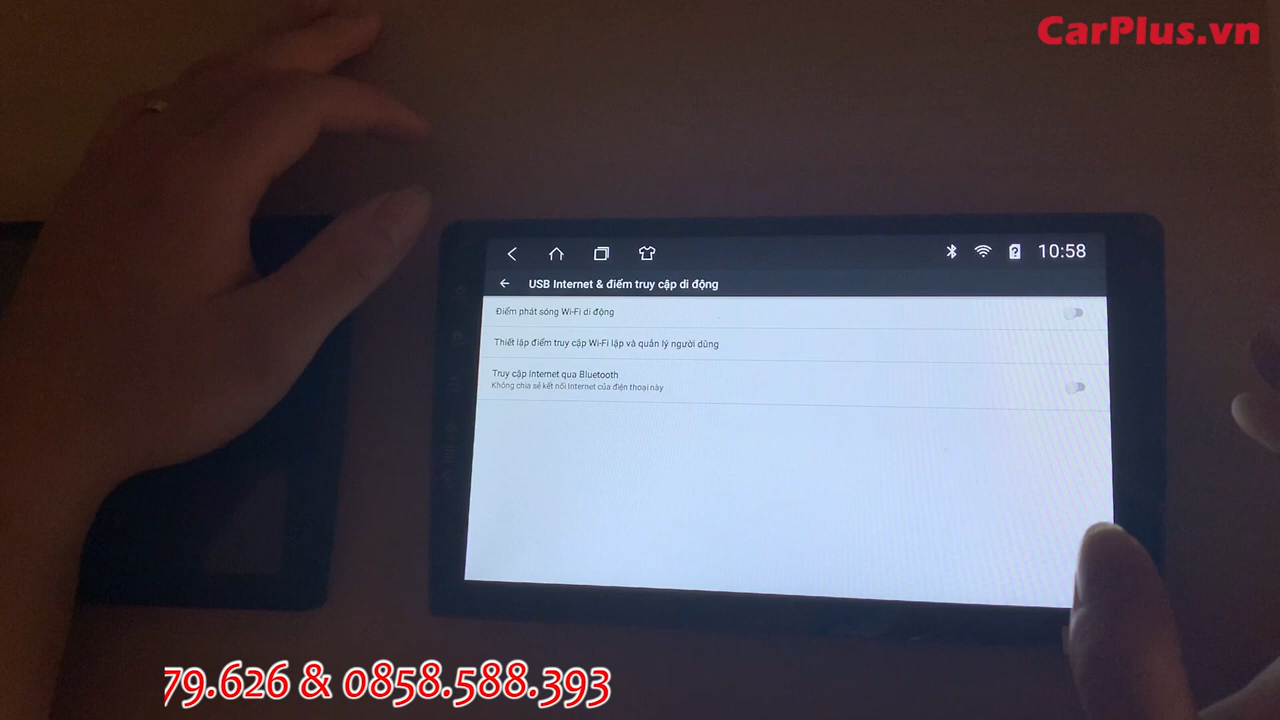 CarPlus.vn
10:58
USB Internet & điểm truy cập di động
Điểm phát sóng Wi-Fi di động
Thiết lập điểm truy cập Wi-Fi lập và quản lý người dùng
Truy cập Internet qua Bluetooth
Không chia sẻ kết nối Internet của điện thoại này
79.626 & 0858.588.393